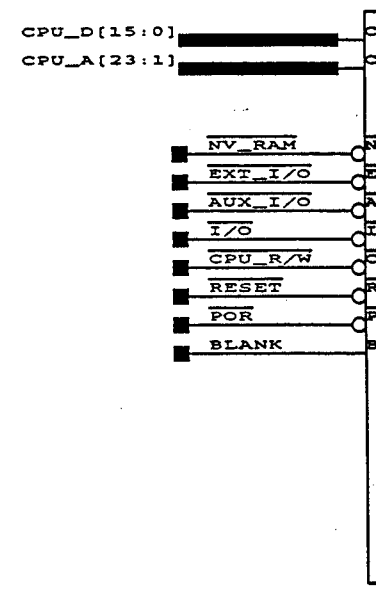 CPU_D[15:0] C
CPU_A[23:1] C
NV_RAM N
EXT_I/O E
AUX_I/O A
I/O I
CPU_R/W C
RESET R
POR P
BLANK B